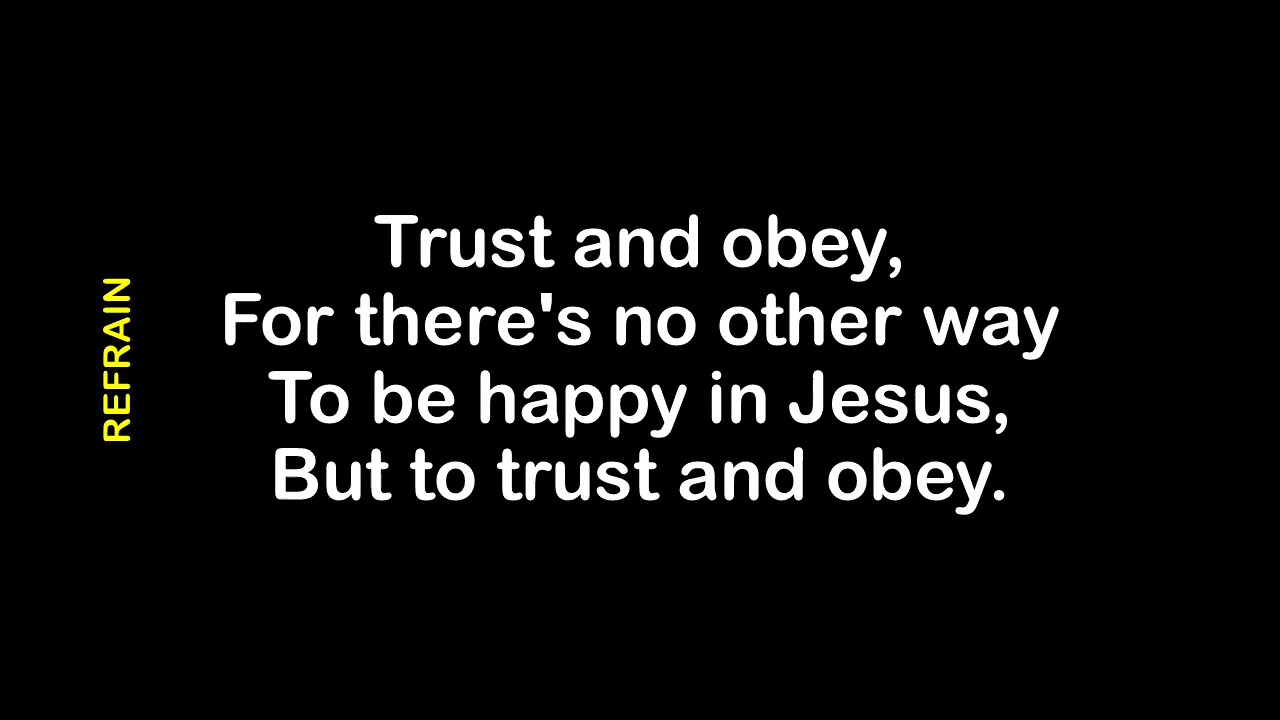 REFRAIN
Trust and obey,
For there's no other way
To be happy in Jesus,
But to trust and obey.